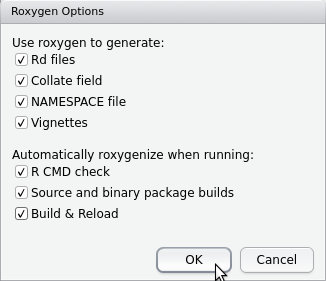 Roxygen Options
Use roxygen to generate:
Rd files
Collate field
NAMESPACE file
Vignettes
Automatically roxygenize when running:
R CMD check
Source and binary package builds
Build & Reload
OK
Cancel